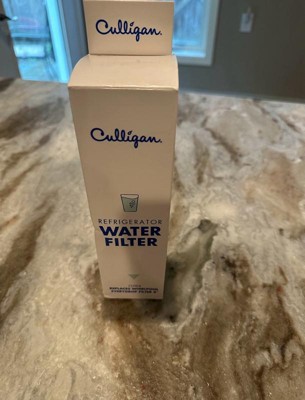 Culligan.
Culligan.
REFRIGERATOR
WATER
FILTER